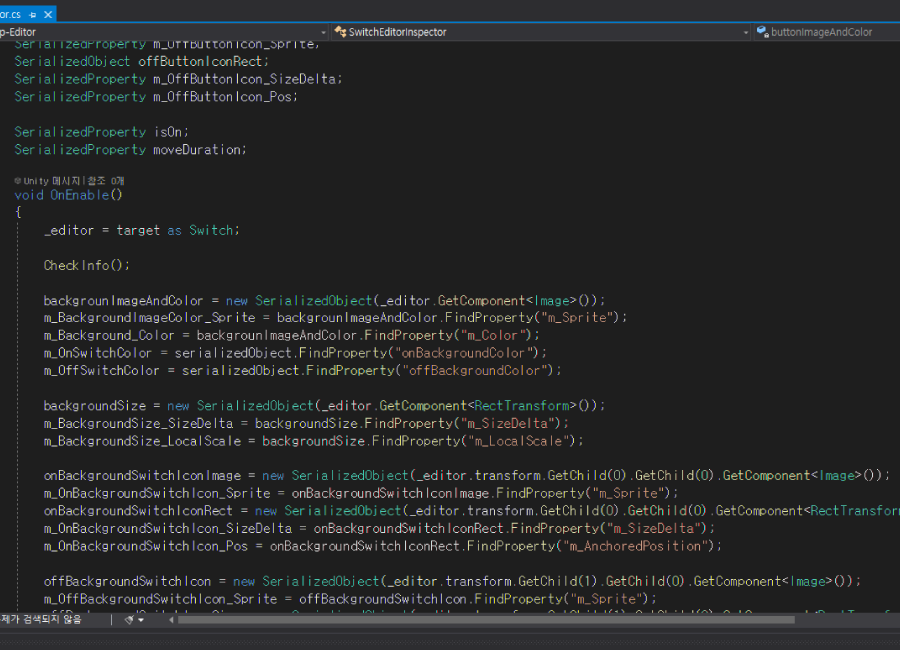 or.cs
p-Editor
SwitchEditorInspector
buttonImageAndColor
SerializedProperty m_OffButtonIcon_Sprite;
SerializedObject offButtonIconRect;
SerializedProperty m_OffButtonIcon_SizeDelta;
SerializedProperty m_OffButtonIcon_Pos;
SerializedProperty isOn;
SerializedProperty moveDuration;
Unity 메시지|참조 0개
void OnEnable()
{
_editor = target as Switch;
CheckInfo();
backgrounImageAndColor = new SerializedObject(_editor.GetComponent<Image>());
m_BackgroundImageColor_Sprite = backgrounImageAndColor.FindProperty("m_Sprite");
m_Background_Color = backgrounImageAndColor.FindProperty("m_Color");
m_OnSwitchColor = serializedObject.FindProperty("onBackgroundColor");
m_OffSwitchColor = serializedObject.FindProperty("offBackgroundColor");
backgroundSize = new SerializedObject(_editor.GetComponent<RectTransform>());
m_BackgroundSize_SizeDelta = backgroundSize.FindProperty("m_SizeDelta");
m_BackgroundSize_LocalScale = backgroundSize.FindProperty("m_LocalScale");
onBackgroundSwitchIconImage = new SerializedObject(_editor.transform.GetChild(0).GetChild(0).GetComponent<Image>());
m_OnBackgroundSwitchIcon_Sprite = onBackgroundSwitchIconImage.FindProperty("m_Sprite");
onBackgroundSwitchIconRect = new SerializedObject(_editor.transform.GetChild(0).GetChild(0).GetComponent<RectTransfor
m_OnBackgroundSwitchIcon_SizeDelta = onBackgroundSwitchIconRect.FindProperty("m_SizeDelta");
m_OnBackgroundSwitchIcon_Pos = onBackgroundSwitchIconRect.FindProperty("m_AnchoredPosition");
offBackgroundSwitchIcon = new SerializedObject(_editor.transform.GetChild(1).GetChild(0).GetComponent<Image>());
m_OffBackgroundSwitchIcon_Sprite = offBackgroundSwitchIcon.FindProperty("m_Sprite");
제가 검색되지 않음